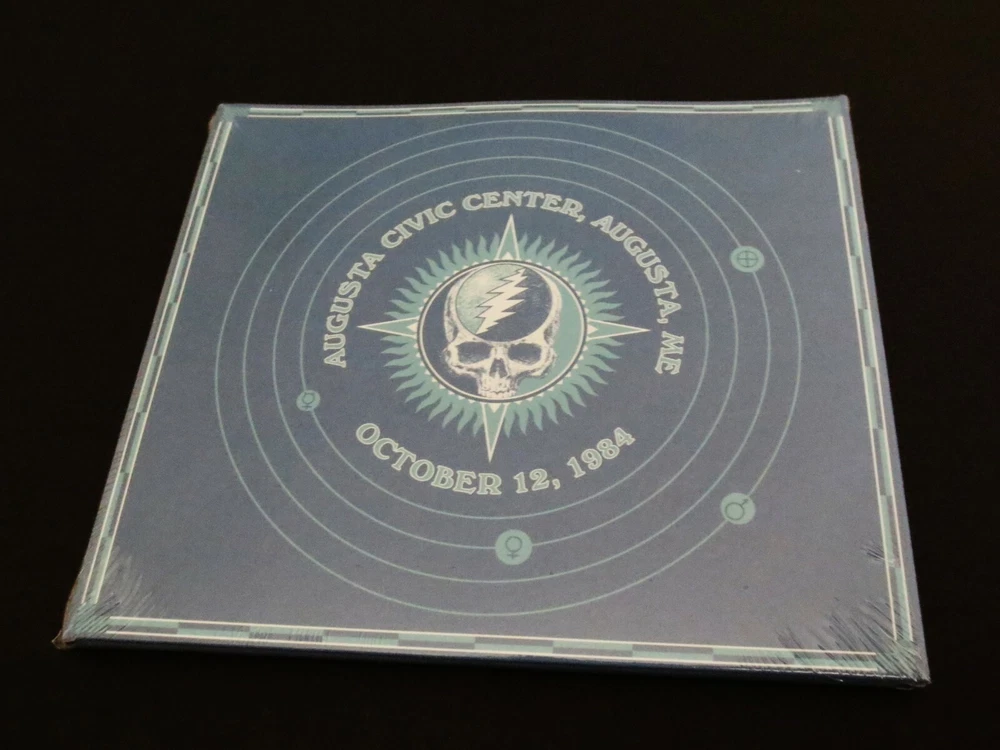 AUGUSTA CIVIC CENTER, AUGUSTA, ME
OCTOBER 12, 1984